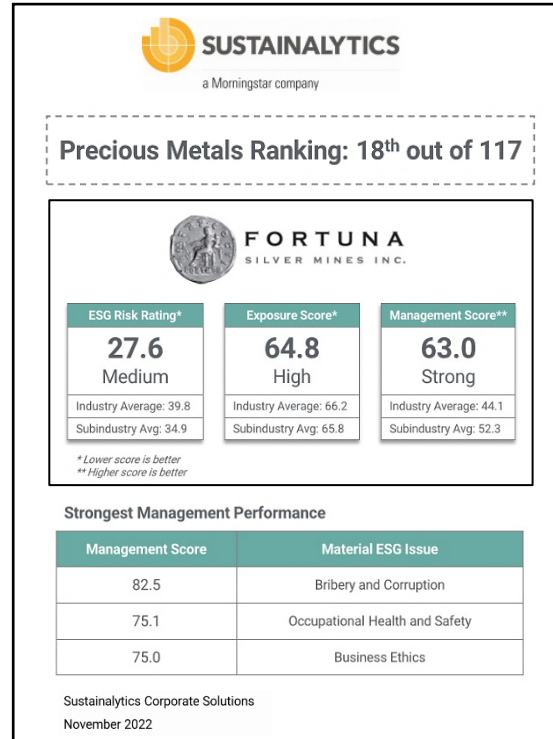 SUSTAINALYTICS
a Morningstar company
Precious Metals Ranking: 18th out of 117
FORTUNA
SILVER MINES INC.
ESG Risk Rating* Exposure Score* Management Score**
27.6 64.8 63.0
Medium High Strong
Industry Average: 39.8 Industry Average: 66.2 Industry Average: 44.1
Subindustry Avg: 34.9 Subindustry Avg: 65.8 Subindustry Avg: 52.3
* Lower score is better
** Higher score is better
Strongest Management Performance
Management Score Material ESG Issue
82.5 Bribery and Corruption
75.1 Occupational Health and Safety
75.0 Business Ethics
Sustainalytics Corporate Solutions
November 2022